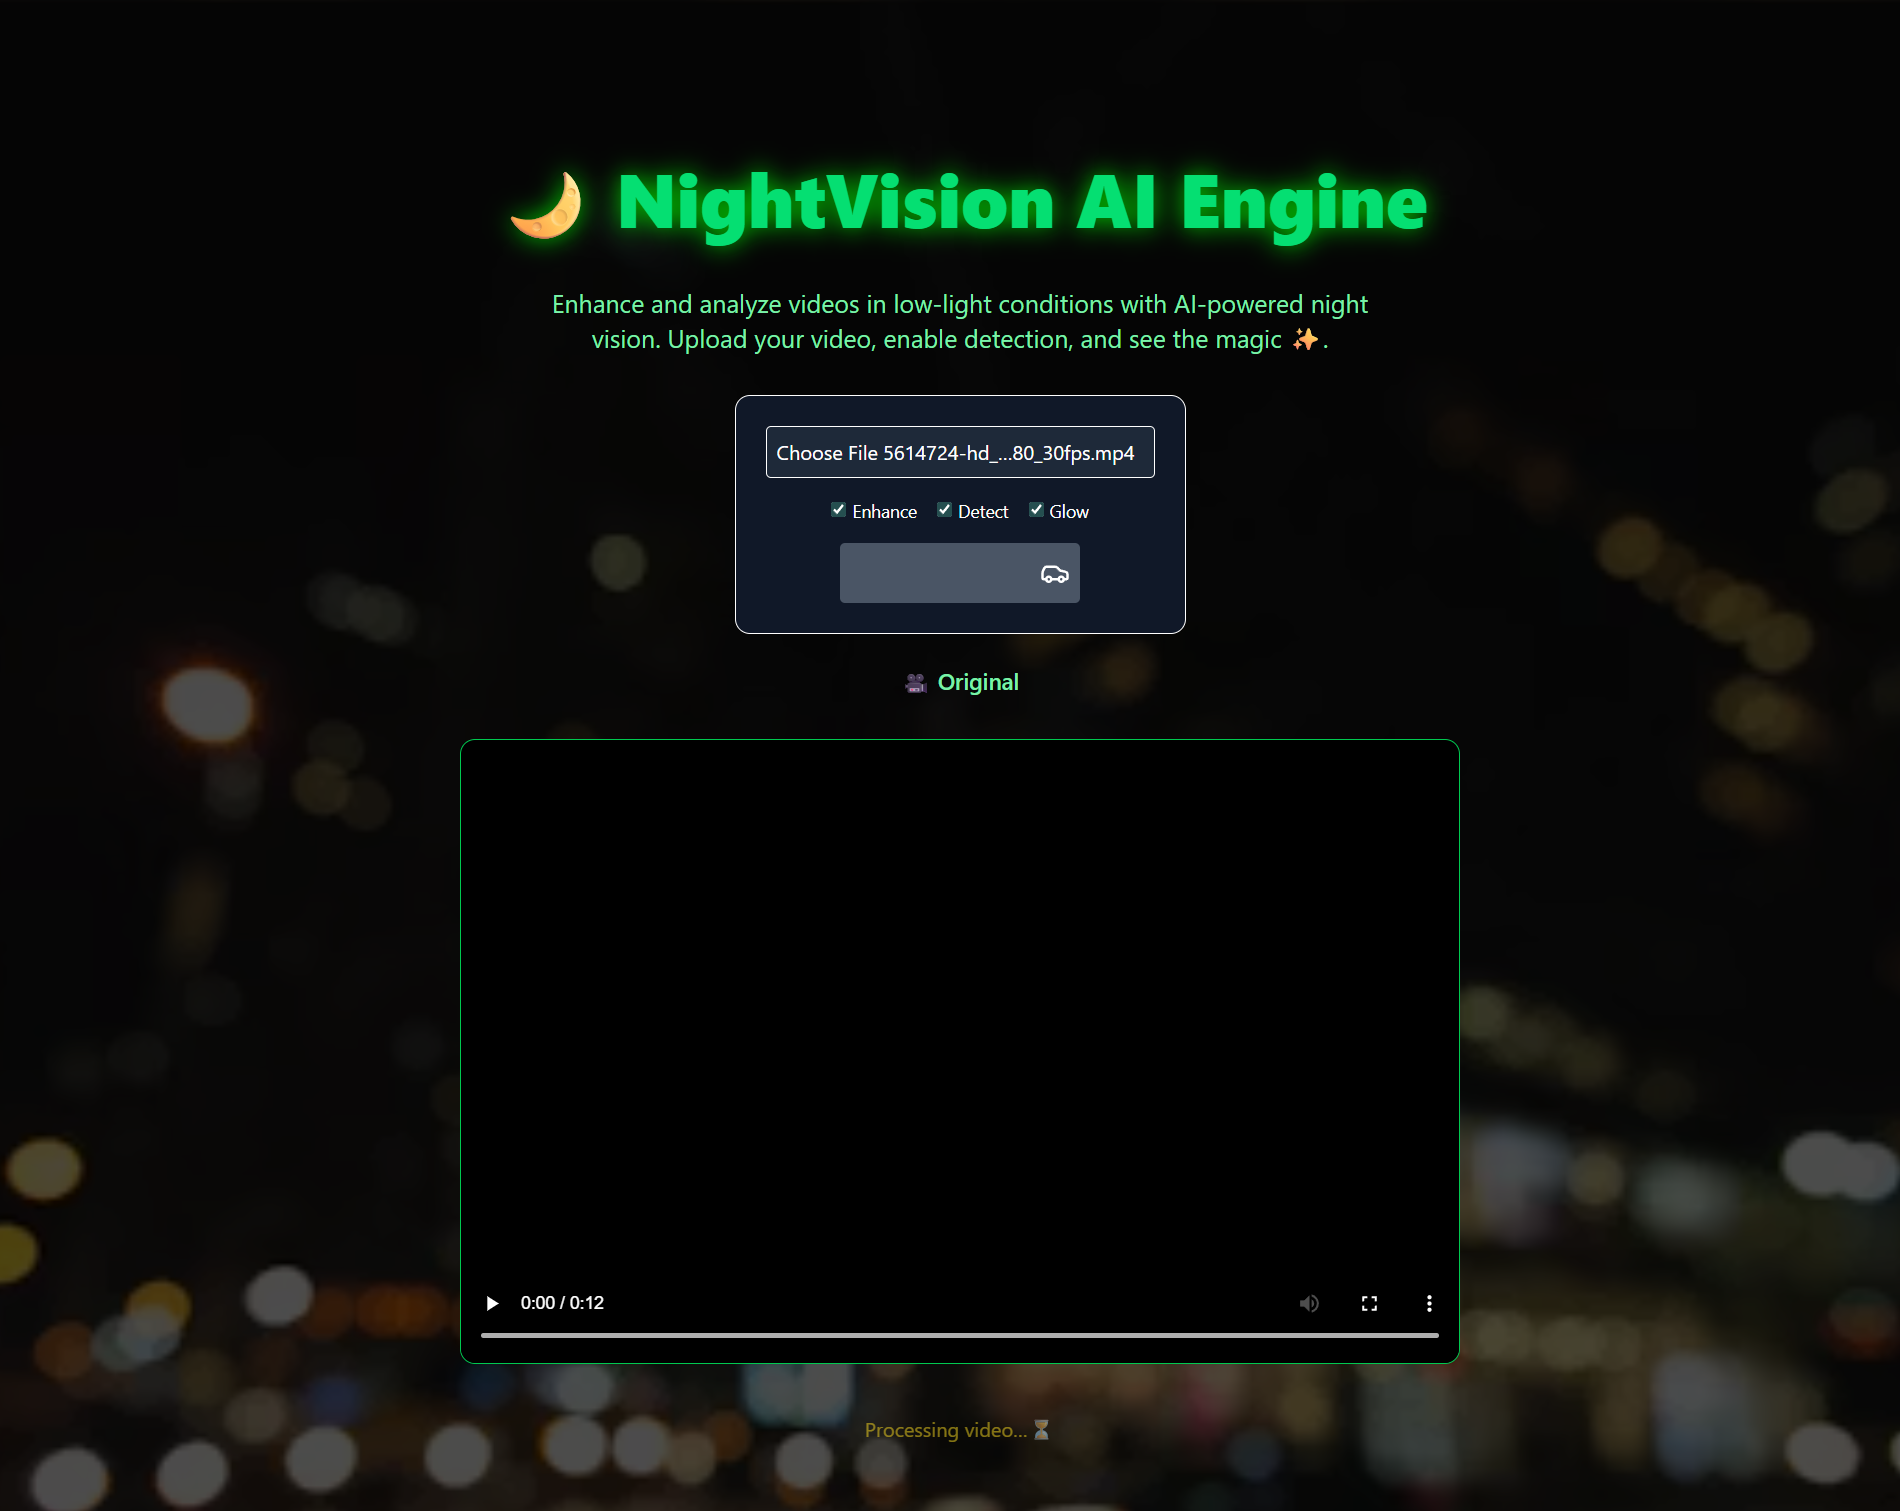 🌙 NightVision AI Engine
Enhance and analyze videos in low-light conditions with AI-powered night
vision. Upload your video, enable detection, and see the magic ✨.
Choose File 5614724-hd_...80_30fps.mp4
Enhance Detect Glow
🎥 Original
0:00 / 0:12
Processing video...⏳